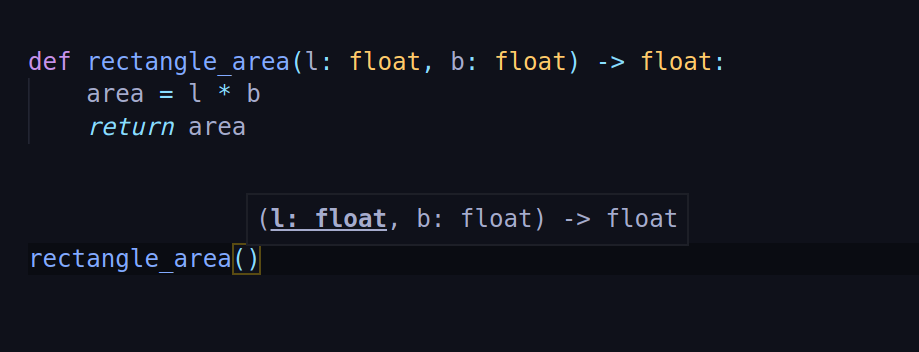 def rectangle_area(l: float, b: float) -> float:
    area = l * b
    return area
(l: float, b: float) -> float
rectangle_area()